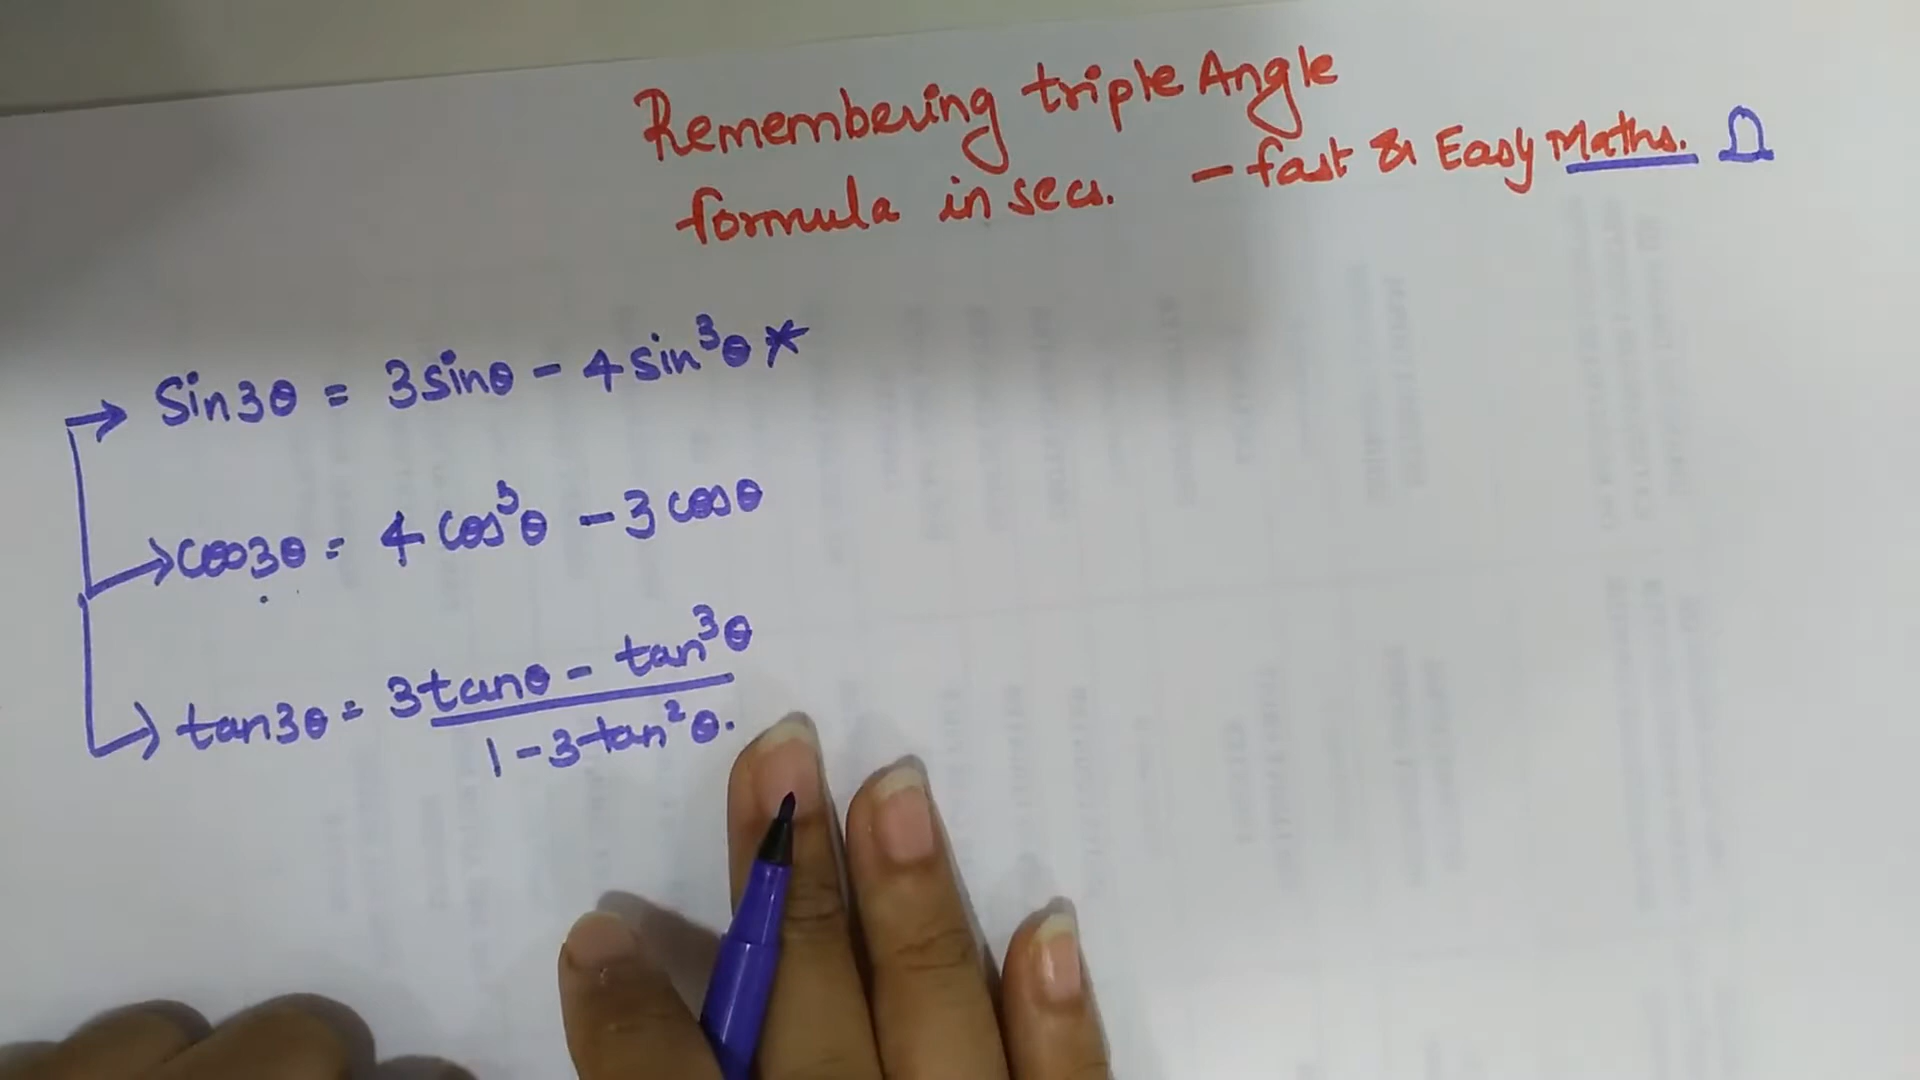 Remembering triple Angle
formula in secs. - fast & Easy Maths.
Sin3θ = 3sinθ - 4sin³θ *
cos3θ = 4cos³θ - 3cosθ
tan3θ = 3tanθ - tan³θ
1 - 3tan²θ.